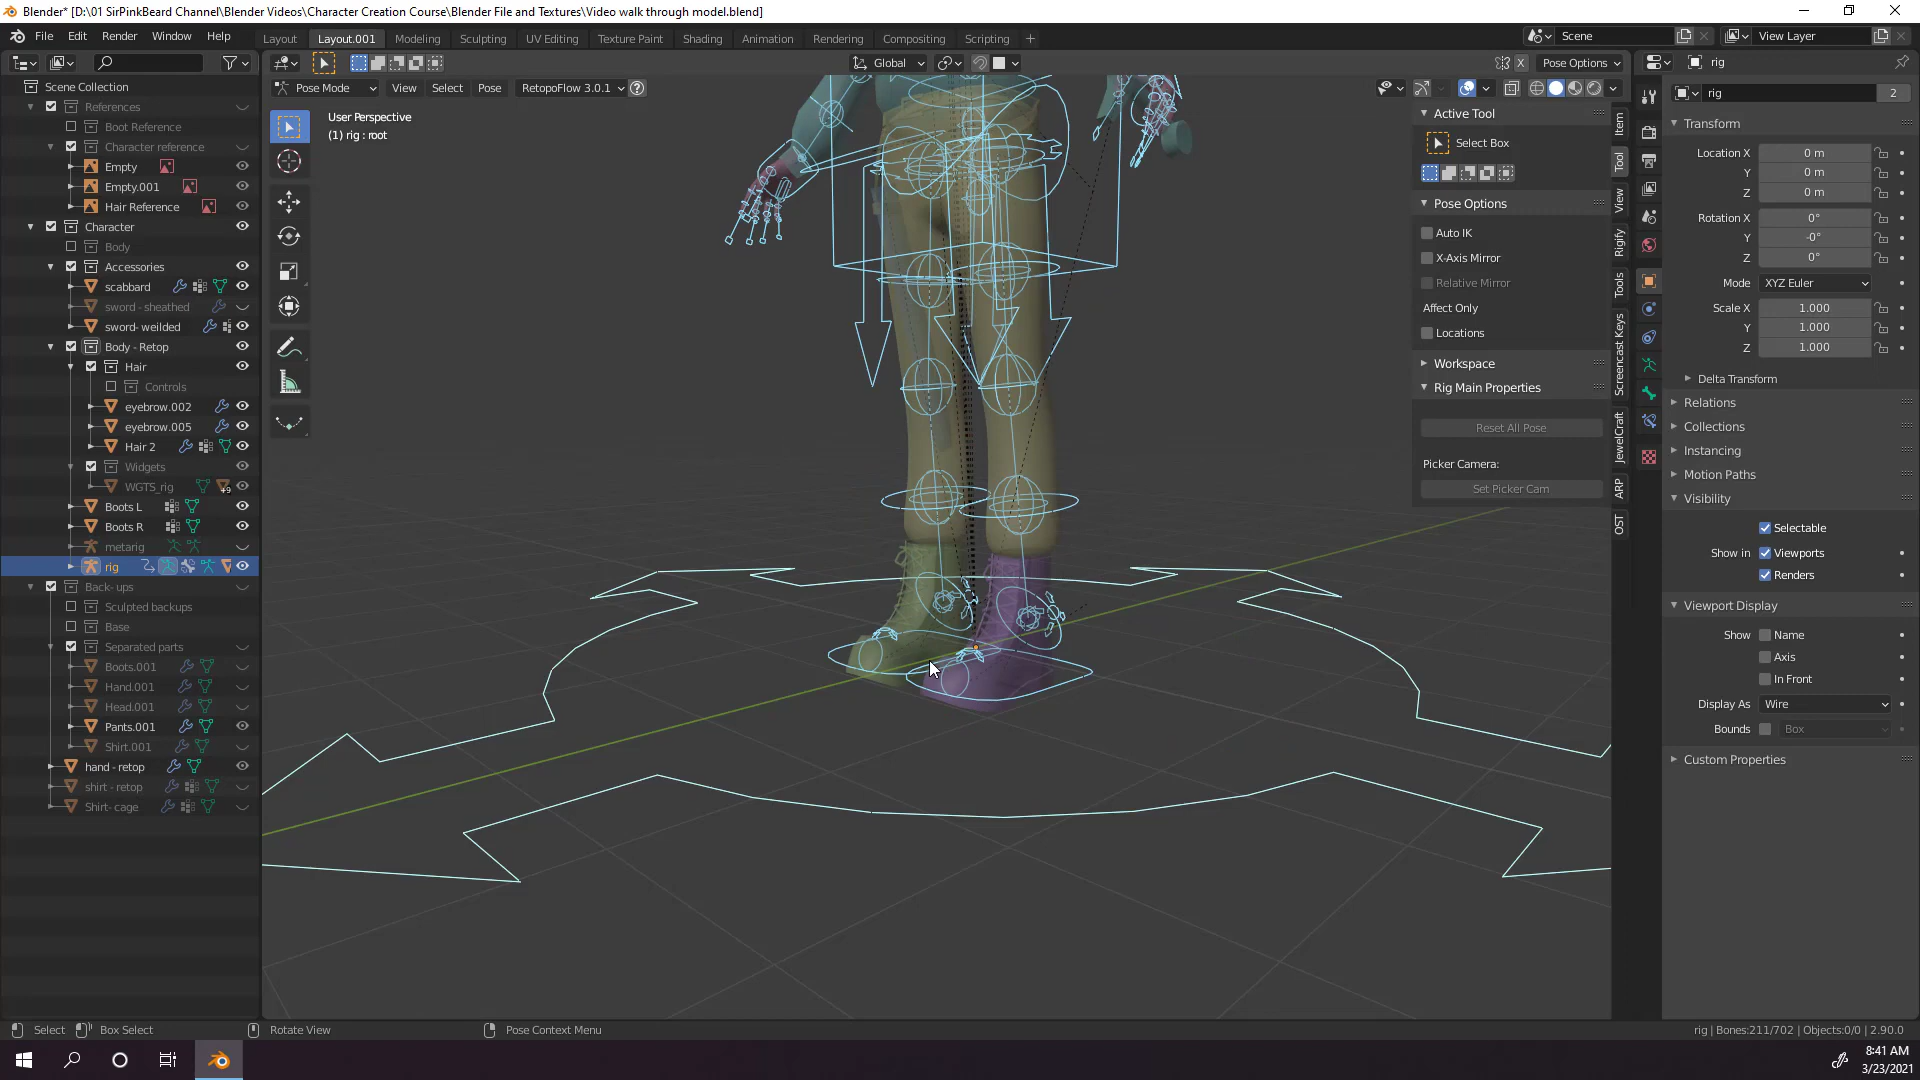 Blender* [D:\01 SirPinkBeard Channel\Blender Videos\Character Creation Course\Blender File and Textures\Video walk through model.blend]
File Edit Render Window Help Layout Layout.001 Modeling Sculpting UV Editing Texture Paint Shading Animation Rendering Compositing Scripting + Scene View Layer
Global X Pose Options rig
Pose Mode View Select Pose RetopoFlow 3.0.1 ? rig 2
Scene Collection
References
Boot Reference
Character reference
Empty
Empty.001
Hair Reference
Character
Body
Accessories
scabbard
sword - sheathed
sword- weilded
Body - Retop
Hair
Controls
eyebrow.002
eyebrow.005
Hair 2
Widgets
WGTS_rig +9
Boots L
Boots R
metarig
rig
Back- ups
Sculpted backups
Base
Separated parts
Boots.001
Hand.001
Head.001
Pants.001
Shirt.001
hand - retop
shirt - retop
Shirt- cage
User Perspective
(1) rig : root
Active Tool
Select Box
Pose Options
Auto IK
X-Axis Mirror
Relative Mirror
Affect Only
Locations
Workspace
Rig Main Properties
Reset All Pose
Picker Camera:
Set Picker Cam
Item
Tool
View
Rigify
Tools
Screencast Keys
JewelCraft
ARP
OST
Transform
Location X 0 m
Y 0 m
Z 0 m
Rotation X 0°
Y -0°
Z 0°
Mode XYZ Euler
Scale X 1.000
Y 1.000
Z 1.000
Delta Transform
Relations
Collections
Instancing
Motion Paths
Visibility
Selectable
Show in Viewports
Renders
Viewport Display
Show Name
Axis
In Front
Display As Wire
Bounds Box
Custom Properties
Select Box Select Rotate View Pose Context Menu rig | Bones:211/702 | Objects:0/0 | 2.90.0
8:41 AM
3/23/2021